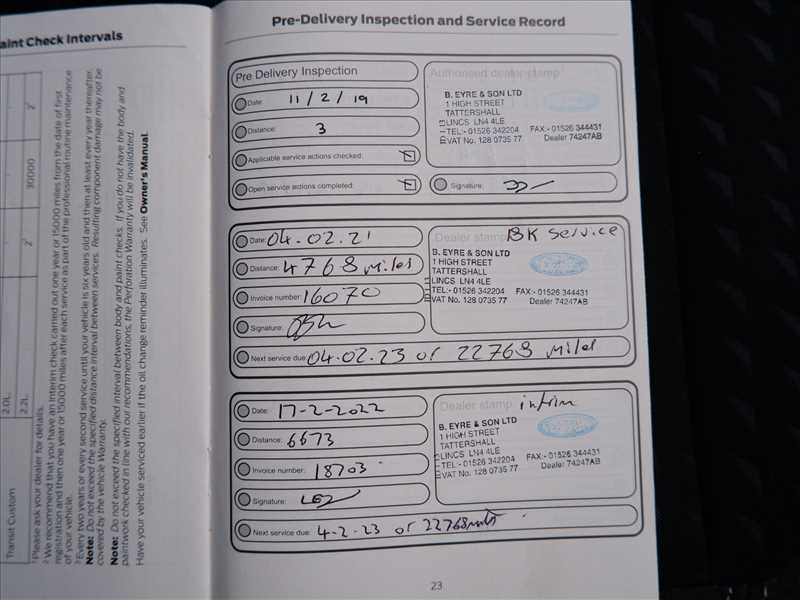 Paint Check Intervals
Transit Custom
2.0L
2.2L
2¹
30000
2¹
¹Please ask your dealer for details.
²We recommend that you have an Interim check carried out one year or 15000 miles from the date of first
registration and then one year or 15000 miles after each service as part of the professional routine maintenance
of your vehicle.
³Every two years or every second service until your vehicle is six years old and then at least every year thereafter.
Note: Do not exceed the specified distance interval between services. Resulting component damage may not be
covered by the vehicle Warranty.
Note: Do not exceed the specified interval between body and paint checks. If you do not have the body and
paintwork checked in line with our recommendations, the Perforation Warranty will be invalidated.
Have your vehicle serviced earlier if the oil change reminder illuminates. See Owner's Manual.
Pre-Delivery Inspection and Service Record
Pre Delivery Inspection
Date: 11/2/19
Distance: 3
Applicable service actions checked:
Open service actions completed:
Authorised dealer stamp
B. EYRE & SON LTD
1 HIGH STREET
TATTERSHALL
LINCS LN4 4LE
TEL:- 01526 342204 FAX:- 01526 344431
VAT No. 128 0735 77 Dealer 74247AB
Signature:
Date: 04.02.21
Distance: 4768 miles
Invoice number: 16070
Signature:
Next service due: 04.02.23 or 22768 miles
Dealer stamp BK Service
B. EYRE & SON LTD
1 HIGH STREET
TATTERSHALL
LINCS LN4 4LE
TEL:- 01526 342204 FAX:- 01526 344431
VAT No. 128 0735 77 Dealer 74247AB
Date: 17-2-2022
Distance: 6673
Invoice number: 18703
Signature:
Next service due: 4-2-23 or 22768 miles
Dealer stamp intrim
B. EYRE & SON LTD
1 HIGH STREET
TATTERSHALL
LINCS LN4 4LE
TEL:- 01526 342204 FAX:- 01526 344431
VAT No. 128 0735 77 Dealer 74247AB
23